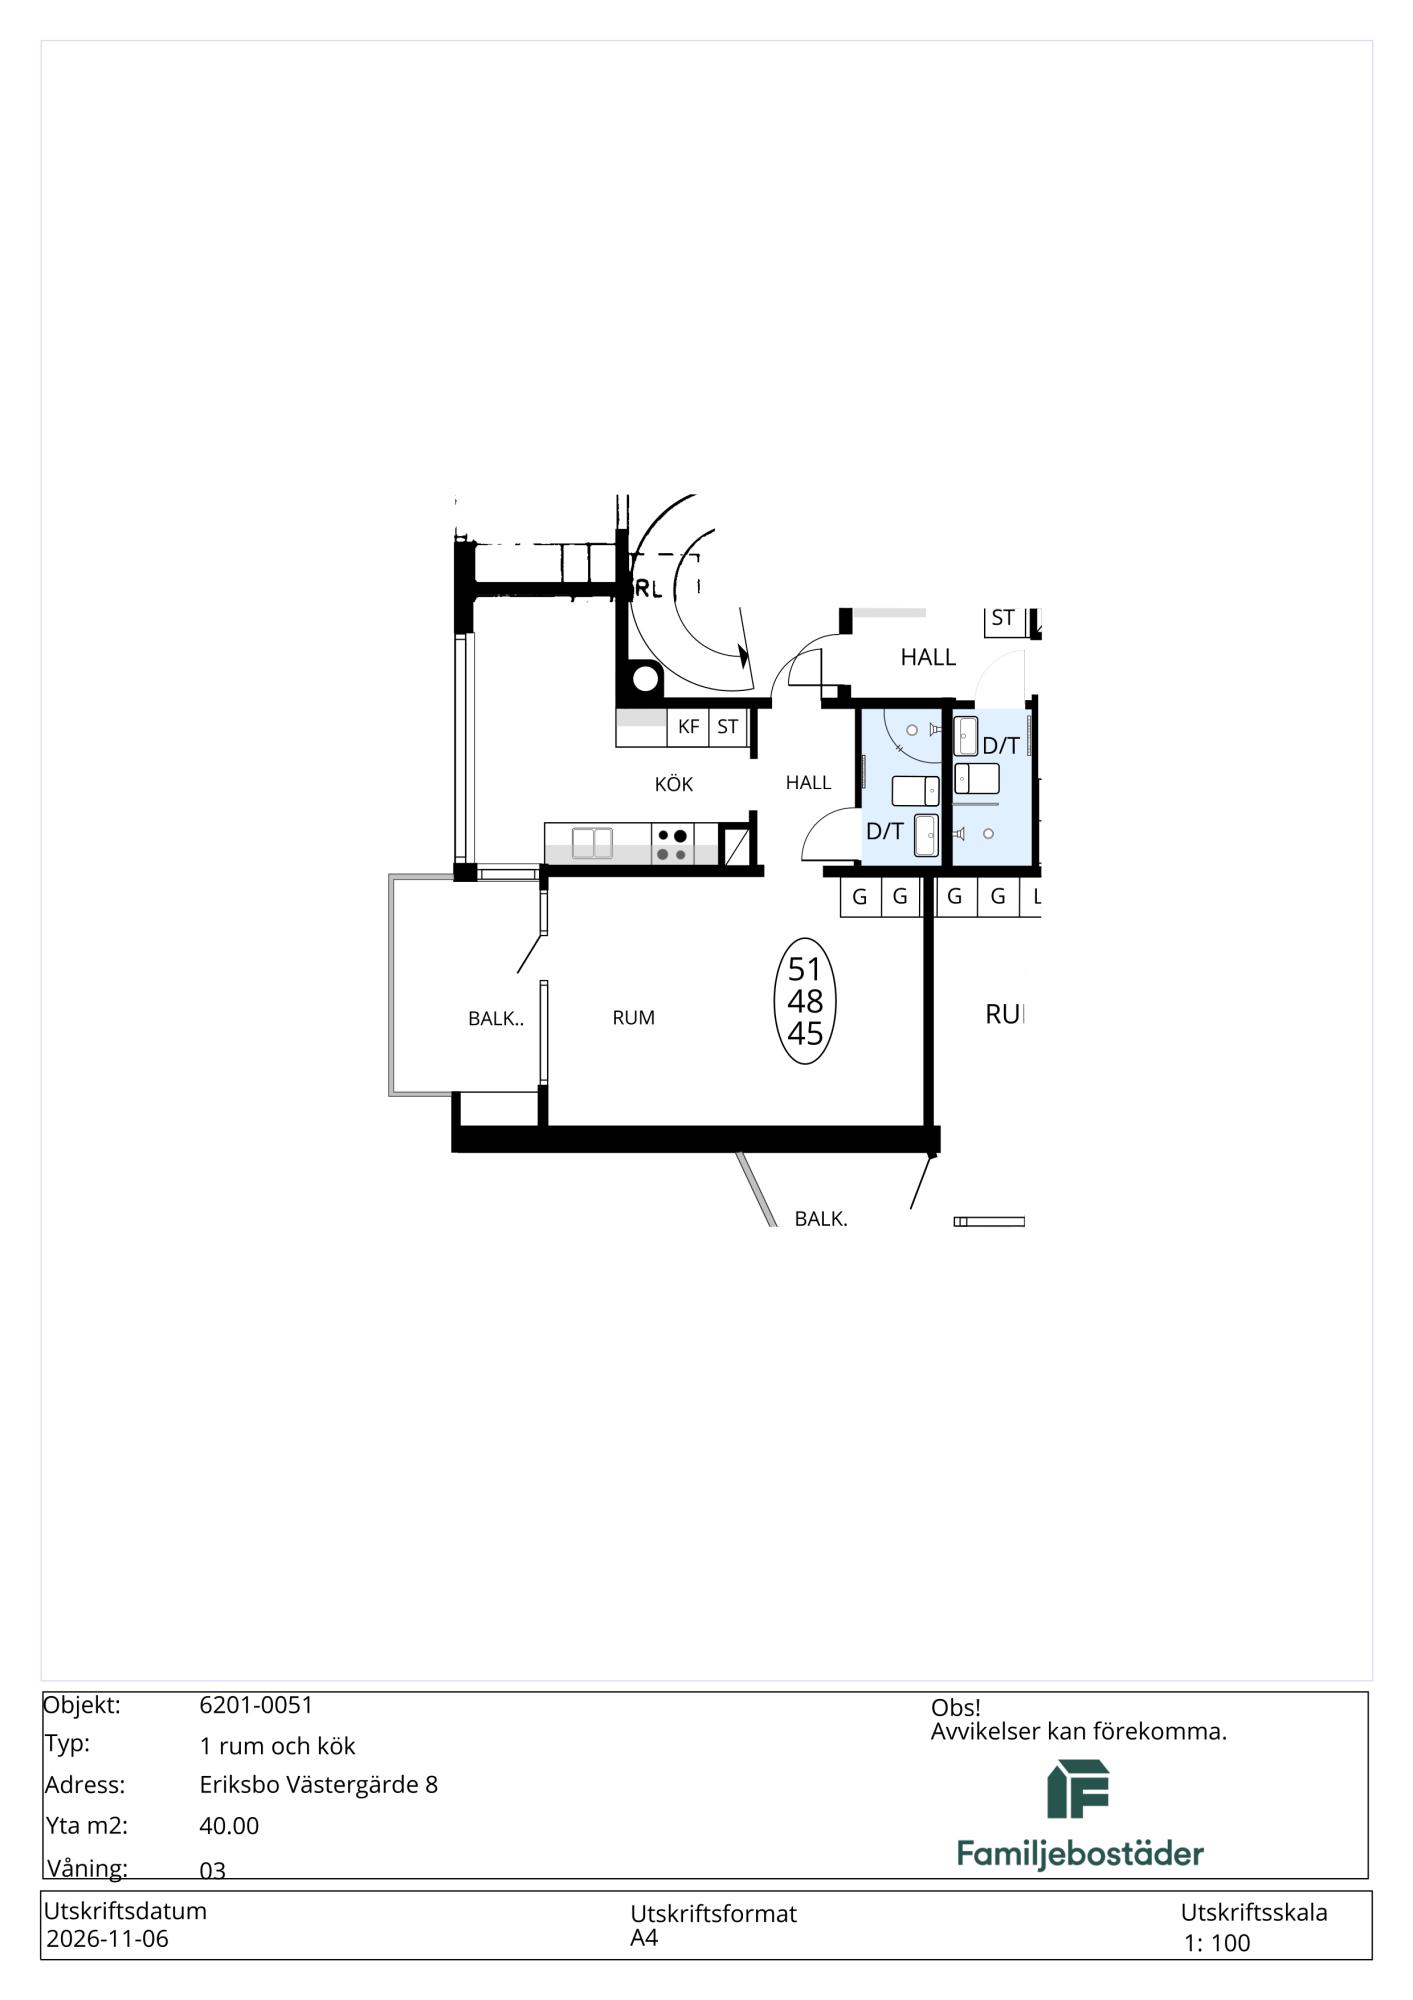 RL
ST
HALL
KF ST
D/T
KÖK
HALL
D/T
G G G G L
51
48
45
BALK..
RUM
RU
BALK.
Objekt: 6201-0051
Typ: 1 rum och kök
Adress: Eriksbo Västergärde 8
Yta m2: 40.00
Våning: 03
Obs!
Avvikelser kan förekomma.
Familjebostäder
Utskriftsdatum
2026-11-06
Utskriftsformat
A4
Utskriftsskala
1: 100